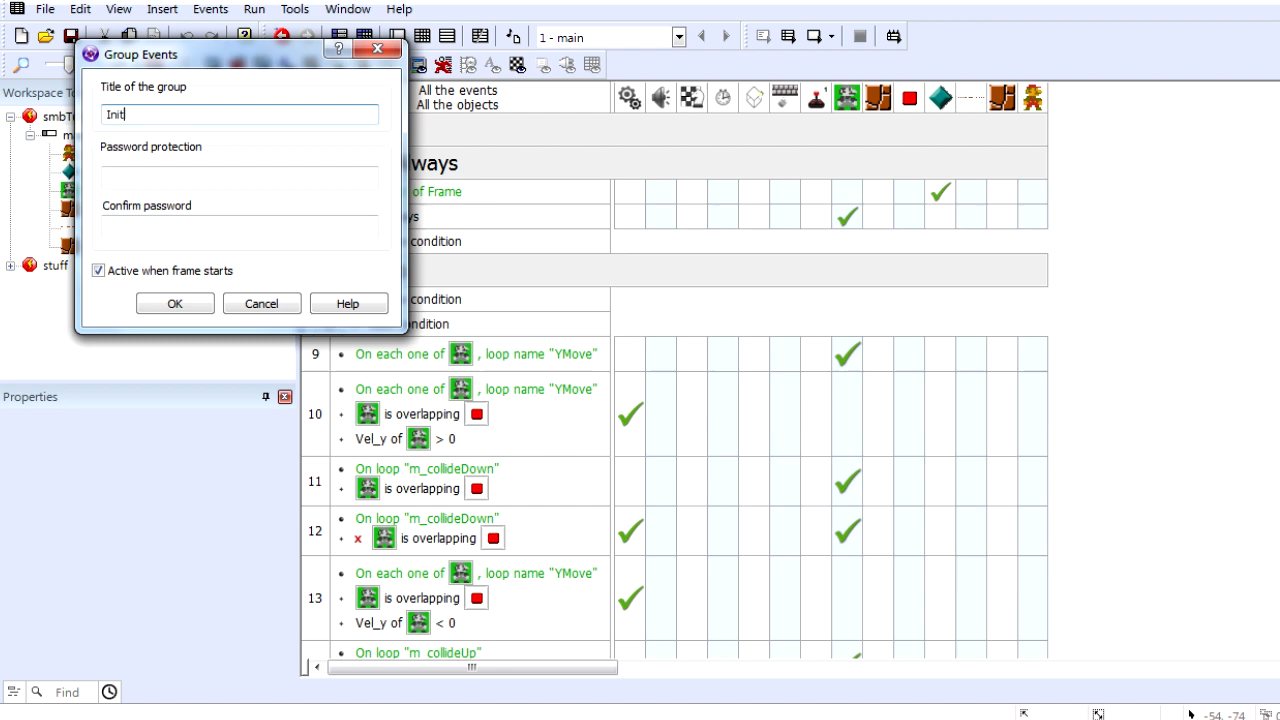 File Edit View Insert Events Run Tools Window Help
1 - main
Group Events
?
Title of the group
Init
Password protection
Confirm password
Active when frame starts
OK Cancel Help
Workspace
stuff
Properties
All the events
All the objects
ways
of Frame
condition
condition
9 • On each one of , loop name "YMove"
10 • On each one of , loop name "YMove"
+ is overlapping
+ Vel_y of > 0
11 • On loop "m_collideDown"
+ is overlapping
12 • On loop "m_collideDown"
+ x is overlapping
13 • On each one of , loop name "YMove"
+ is overlapping
+ Vel_y of < 0
• On loop "m_collideUp"
Find
-54, -74